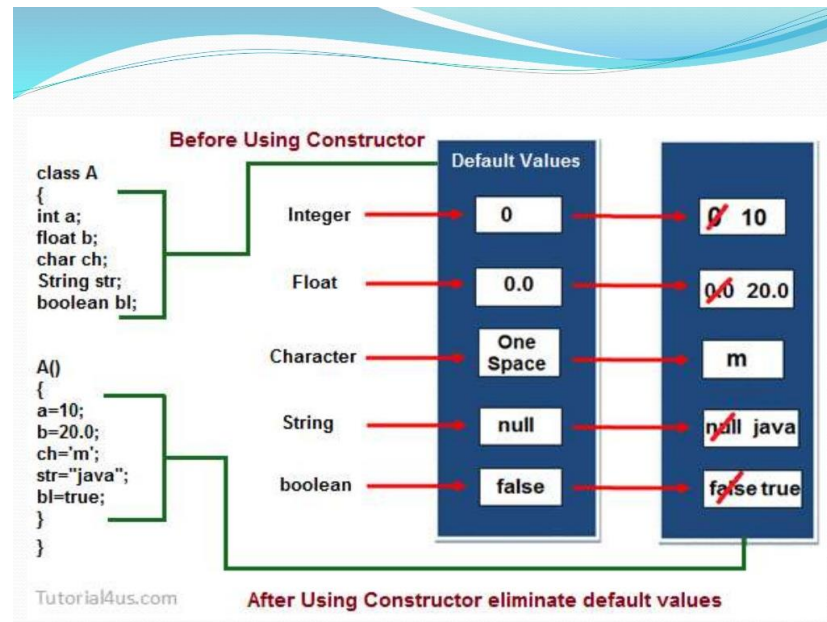 Before Using Constructor
class A
{
int a;
float b;
char ch;
String str;
boolean bl;
A()
{
a=10;
b=20.0;
ch='m';
str="java";
bl=true;
}
}
Default Values
Integer 0 0 10
Float 0.0 0.0 20.0
Character One Space m
String null null java
boolean false false true
Tutorial4us.com
After Using Constructor eliminate default values